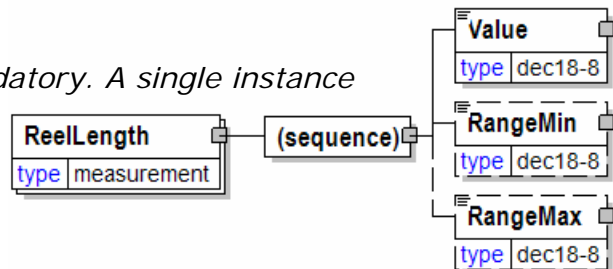 Value
type dec18-8
datory. A single instance
ReelLength
type measurement
(sequence)
RangeMin
type dec18-8
RangeMax
type dec18-8